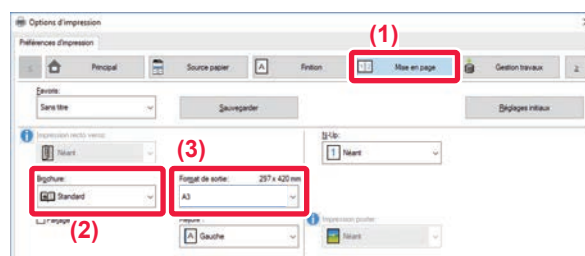 Options d'impression
Préférences d'impression
(1)
Principal
Source papier
Finition
Mise en page
Gestion travaux
Favoris:
Sans titre
Sauvegarder
Réglages initiaux
Impression recto verso:
(3)
N-Up:
Néant
1 Néant
Brochure:
Format de sortie:
297 x 420 mm
Standard
A3
(2)
Reliure :
Impression poster:
Gauche
Néant